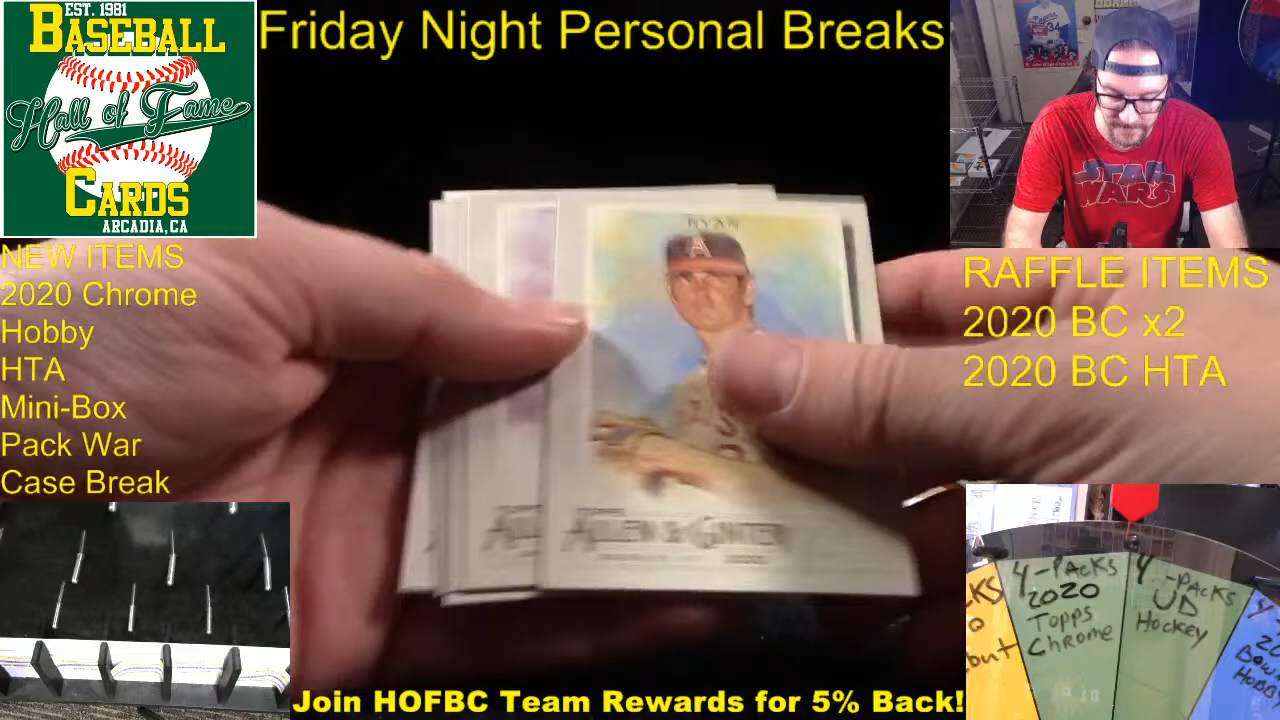 EST. 1981
BASEBALL
Hall of Fame
CARDS
ARCADIA, CA
Friday Night Personal Breaks
NEW ITEMS
2020 Chrome
Hobby
HTA
Mini-Box
Pack War
Case Break
RYAN
A
ALLEN & GINTER
STAR
WARS
34
RAFFLE ITEMS
2020 BC x2
2020 BC HTA
4-PACKS
2020
TOPPS
CHROME
4-PACKS
UD
HOCKEY
Join HOFBC Team Rewards for 5% Back!